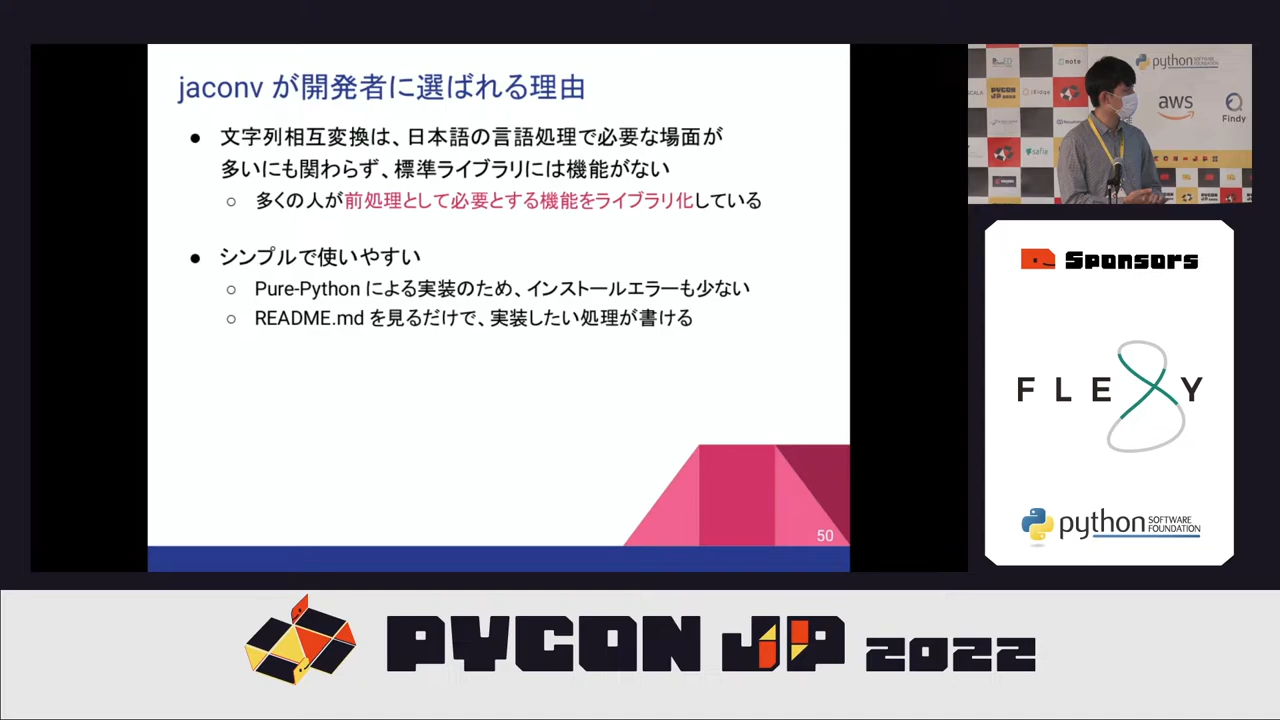 jaconv が開発者に選ばれる理由
● 文字列相互変換は、日本語の言語処理で必要な場面が
多いにも関わらず、標準ライブラリには機能がない
○ 多くの人が前処理として必要とする機能をライブラリ化している
● シンプルで使いやすい
○ Pure-Python による実装のため、インストールエラーも少ない
○ README.md を見るだけで、実装したい処理が書ける
50
note
python
SOFTWARE FOUNDATION
PYCON JP 2022
aws
Findy
Sponsors
FLEXY
python
SOFTWARE
FOUNDATION
PYCON JP 2022